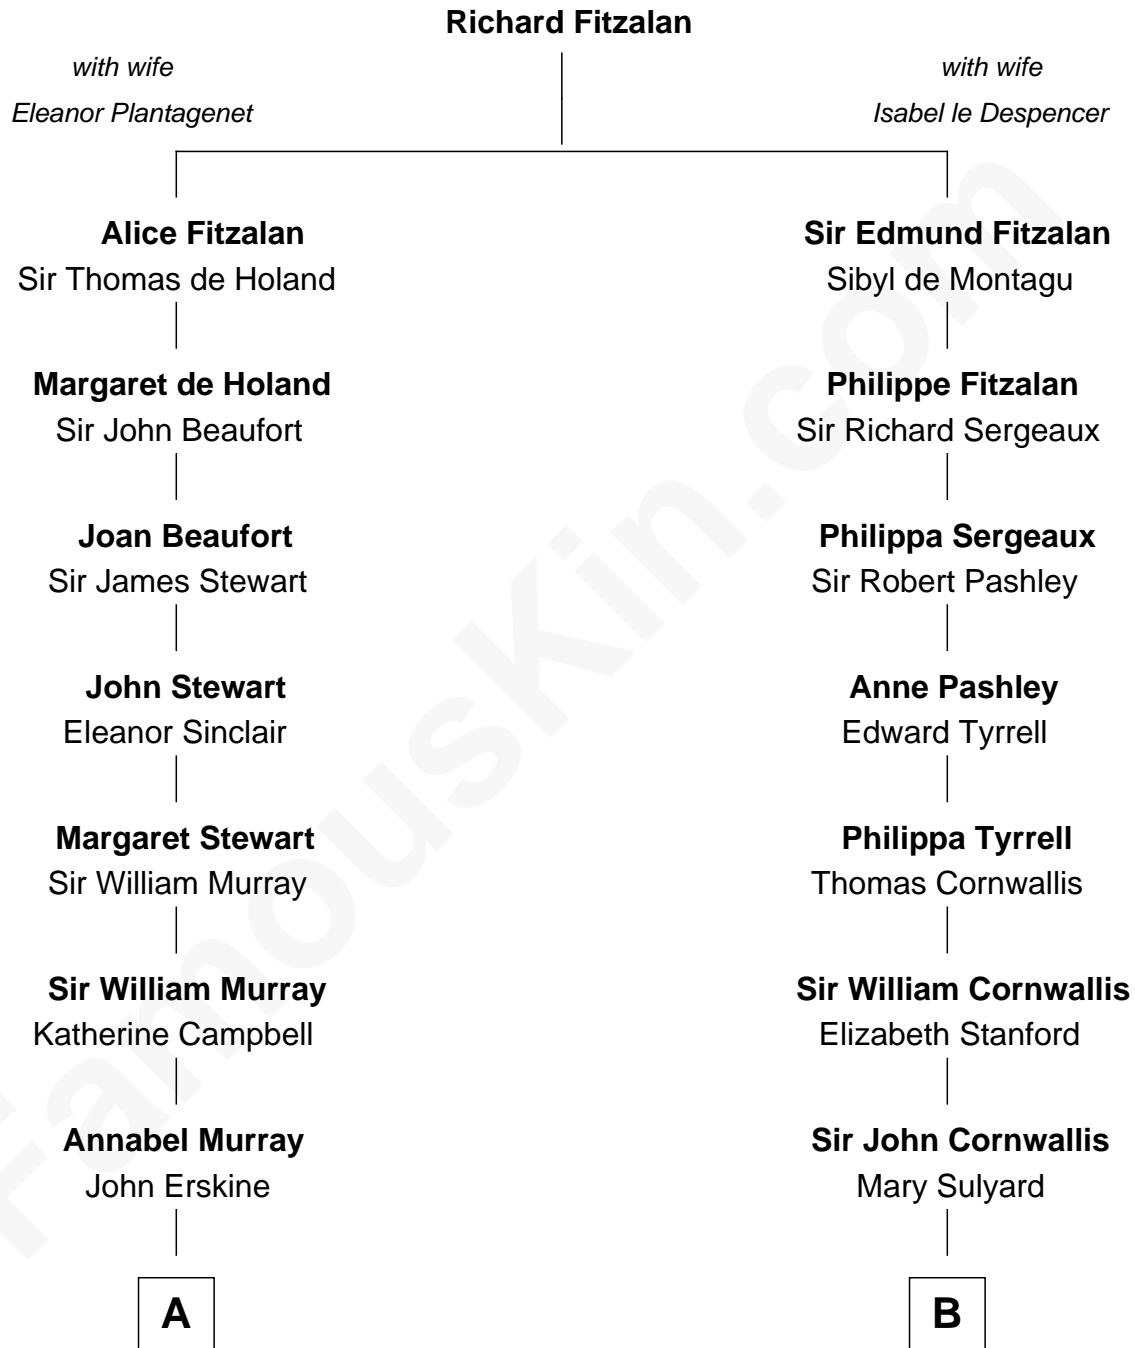 Richard Fitzalan
with wife
Eleanor Plantagenet
with wife
Isabel le Despencer
Alice Fitzalan
Sir Thomas de Holand
Sir Edmund Fitzalan
Sibyl de Montagu
Margaret de Holand
Sir John Beaufort
Philippe Fitzalan
Sir Richard Sergeaux
Joan Beaufort
Sir James Stewart
Philippa Sergeaux
Sir Robert Pashley
John Stewart
Eleanor Sinclair
Anne Pashley
Edward Tyrrell
Margaret Stewart
Sir William Murray
Philippa Tyrrell
Thomas Cornwallis
Sir William Murray
Katherine Campbell
Sir William Cornwallis
Elizabeth Stanford
Annabel Murray
John Erskine
Sir John Cornwallis
Mary Sulyard
A
B
FamousKin.com